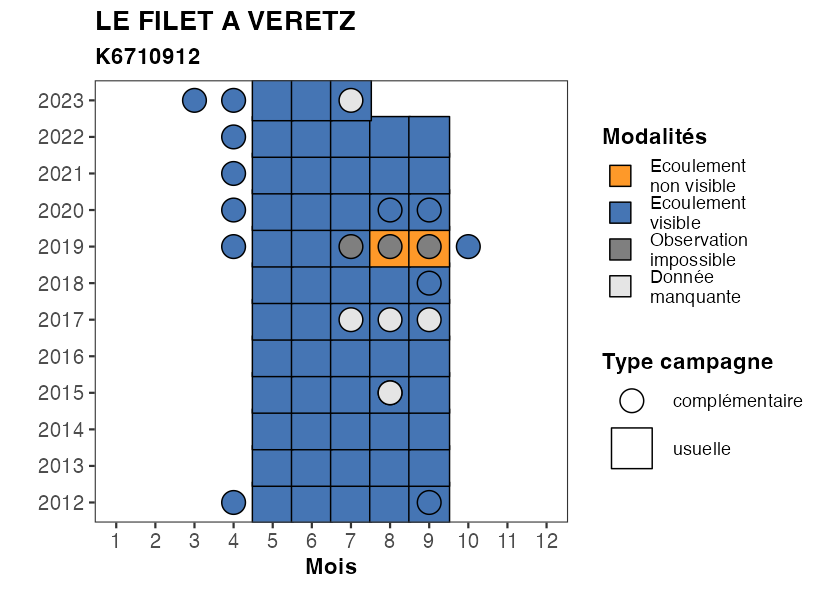 LE FILET A VERETZ
K6710912
2023
2022
2021
2020
2019
2018
2017
2016
2015
2014
2013
2012
1 2 3 4 5 6 7 8 9 10 11 12
Mois
Modalités
Ecoulement
non visible
Ecoulement
visible
Observation
impossible
Donnée
manquante
Type campagne
complémentaire
usuelle